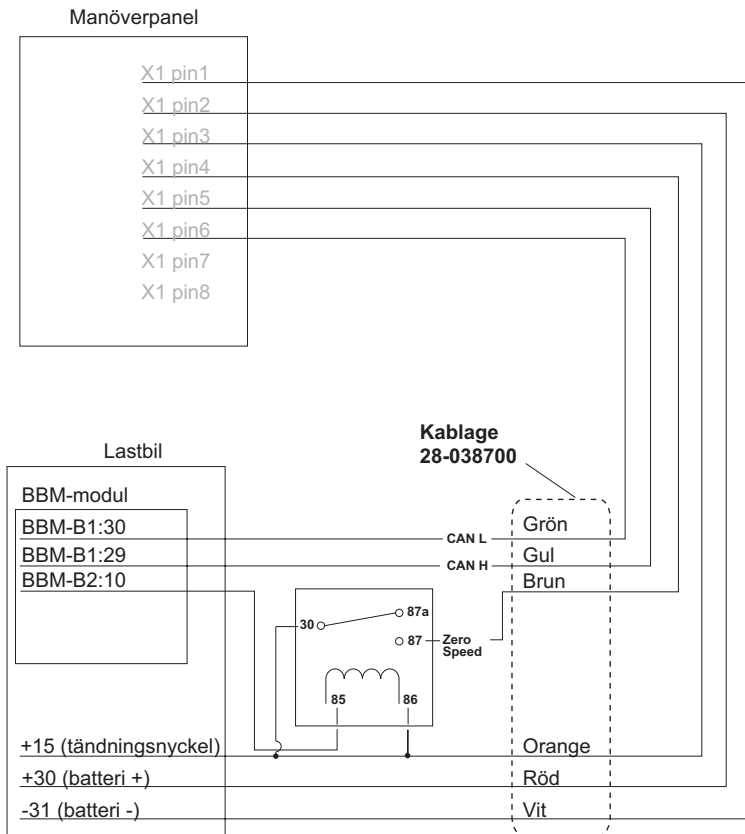 Manöverpanel
X1 pin1
X1 pin2
X1 pin3
X1 pin4
X1 pin5
X1 pin6
X1 pin7
X1 pin8
Kablage
28-038700
Lastbil
BBM-modul
BBM-B1:30
CAN L
Grön
BBM-B1:29
CAN H
Gul
BBM-B2:10
Brun
87a
30
87
Zero
Speed
85
86
+15 (tändningsnyckel)
Orange
+30 (batteri +)
Röd
-31 (batteri -)
Vit